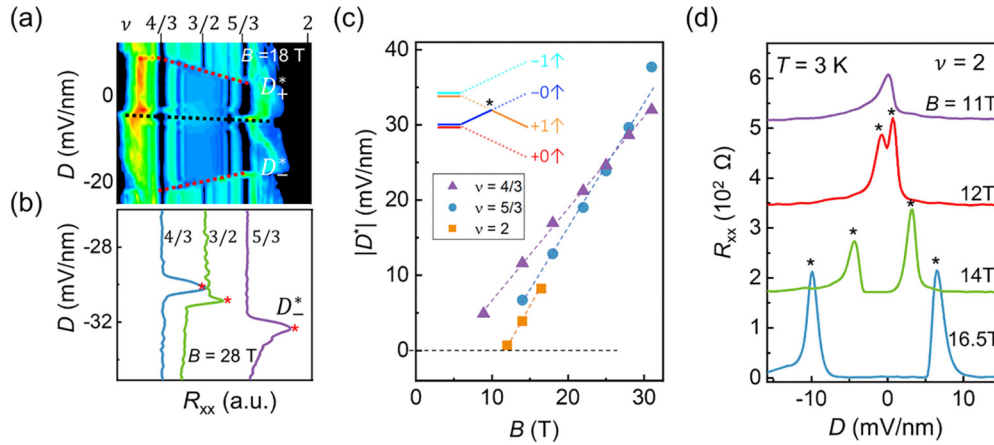 (a)
ν 4/3 3/2 5/3 2
B = 18 T
D*+
D*−
D (mV/nm)
0
-20
(b)
4/3 3/2 5/3
D*−
B = 28 T
D (mV/nm)
-28
-32
Rxx (a.u.)
(c)
−1↑
−0↑
*
+1↑
+0↑
ν = 4/3
ν = 5/3
ν = 2
|D*| (mV/nm)
40
30
20
10
0
0 10 20 30
B (T)
(d)
T = 3 K ν = 2
B = 11T
* *
12T
* *
14T
* *
16.5T
Rxx (10² Ω)
6
5
4
3
2
1
0
-10 0 10
D (mV/nm)